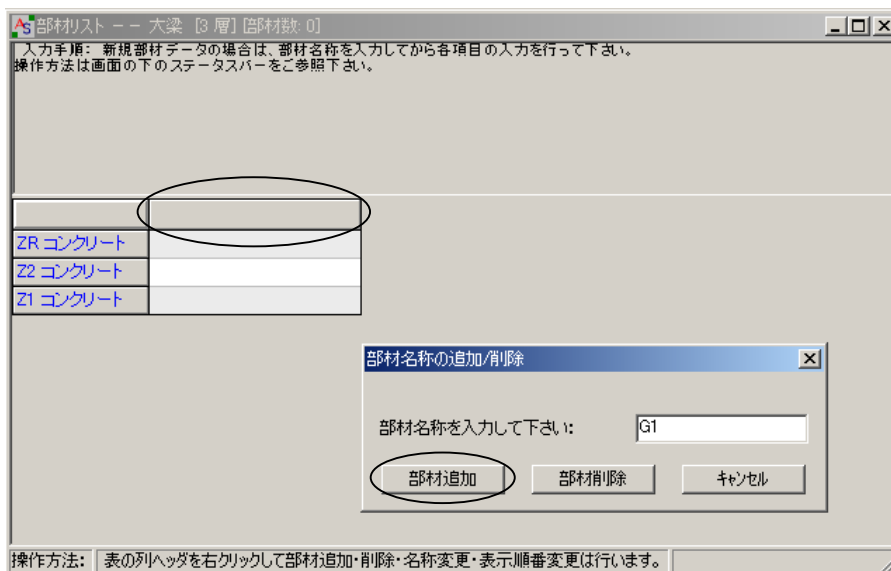 部材リスト －－ 大梁 [3 層] [部材数: 0]
入力手順： 新規部材データの場合は、部材名称を入力してから各項目の入力を行って下さい。
操作方法は画面の下のステータスバーをご参照下さい。
ZR コンクリート
Z2 コンクリート
Z1 コンクリート
部材名称の追加/削除
部材名称を入力して下さい: G1
部材追加 部材削除 キャンセル
操作方法: 表の列ヘッダを右クリックして部材追加・削除・名称変更・表示順番変更は行います。